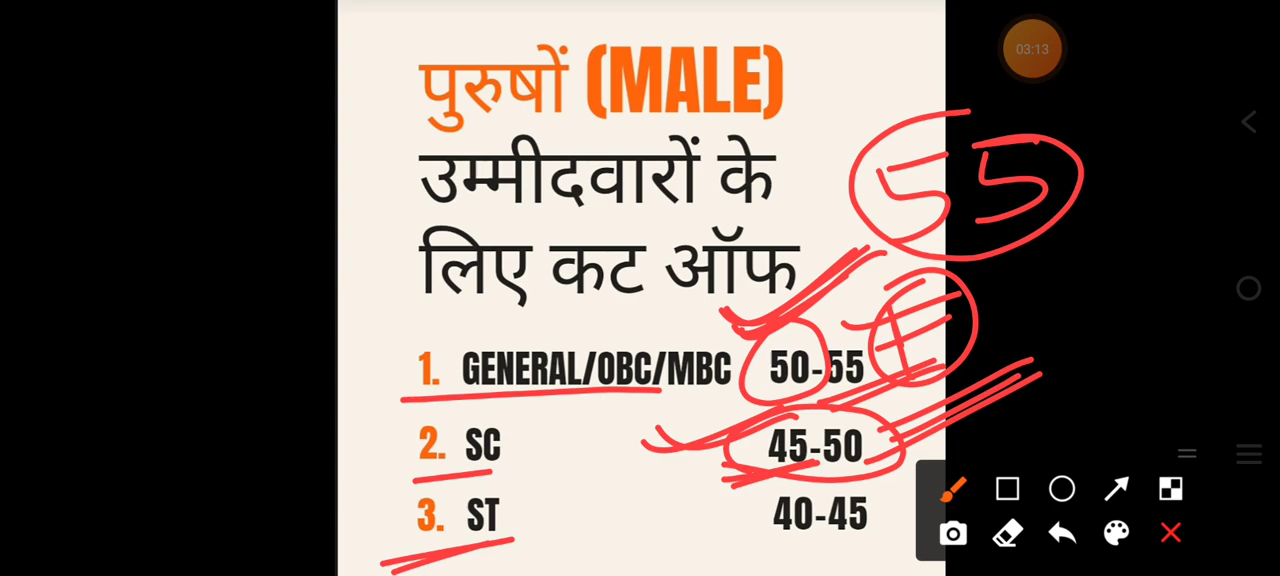 03:13
पुरुषों (MALE)
उम्मीदवारों के
लिए कट ऑफ
55
1. GENERAL/OBC/MBC 50-55
2. SC 45-50
3. ST 40-45